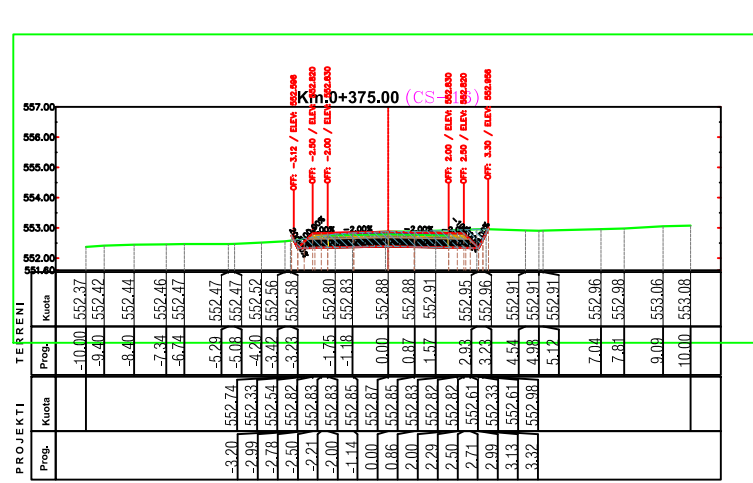 Km.0+375.00 (CS-16)
OFF: -3.12 / ELEV: 552.596
OFF: -2.50 / ELEV: 552.820
OFF: -2.00 / ELEV: 552.830
OFF: 2.00 / ELEV: 552.830
OFF: 2.50 / ELEV: 552.820
OFF: 3.30 / ELEV: 552.956
557.00
556.00
555.00
554.00
553.00
552.00
551.60
-2.00% -2.00%
TERRENI
Kuota 552.37 552.42 552.44 552.46 552.47 552.47 552.47 552.52 552.56 552.58 552.80 552.83 552.88 552.88 552.91 552.95 552.96 552.91 552.91 552.91 552.96 552.98 553.06 553.08
Prog. -10.00 -9.40 -8.40 -7.34 -6.74 -5.29 -5.08 -4.20 -3.42 -3.23 -1.75 -1.18 0.00 0.87 1.57 2.93 3.23 4.54 4.98 5.12 7.04 7.81 9.09 10.00
PROJEKTI
Kuota 552.74 552.33 552.54 552.82 552.83 552.83 552.85 552.87 552.85 552.83 552.82 552.82 552.61 552.33 552.61 552.98
Prog. -3.20 -2.99 -2.78 -2.50 -2.21 -2.00 -1.14 0.00 0.86 2.00 2.29 2.50 2.71 2.99 3.13 3.32